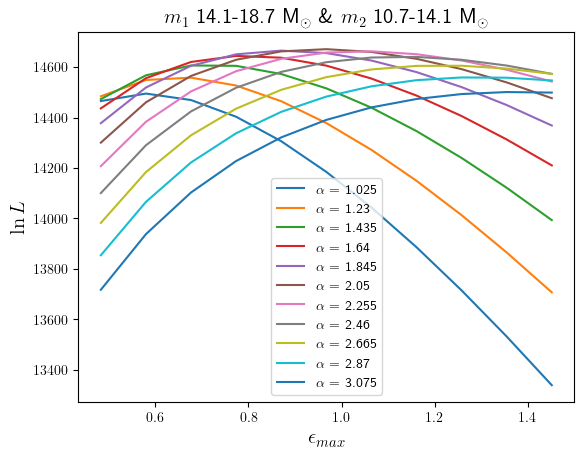 m₁ 14.1-18.7 M☉ & m₂ 10.7-14.1 M☉
ln L
14600
14400
14200
14000
13800
13600
13400
α = 1.025
α = 1.23
α = 1.435
α = 1.64
α = 1.845
α = 2.05
α = 2.255
α = 2.46
α = 2.665
α = 2.87
α = 3.075
0.6 0.8 1.0 1.2 1.4
ϵmax